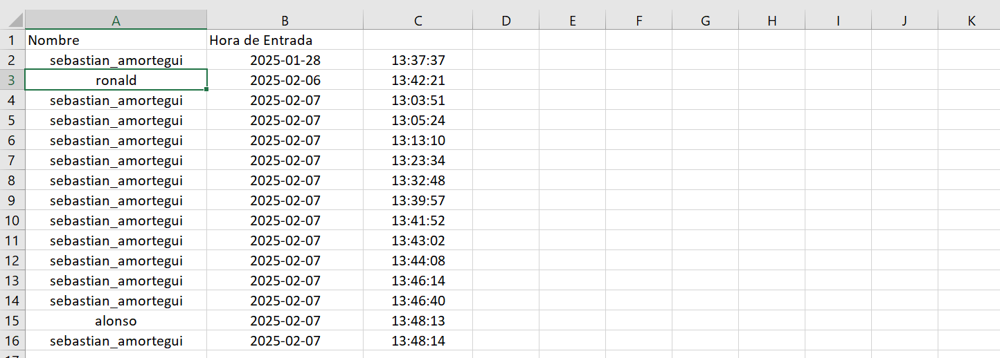 A B C D E F G H I J K
1 Nombre Hora de Entrada
2 sebastian_amortegui 2025-01-28 13:37:37
3 ronald 2025-02-06 13:42:21
4 sebastian_amortegui 2025-02-07 13:03:51
5 sebastian_amortegui 2025-02-07 13:05:24
6 sebastian_amortegui 2025-02-07 13:13:10
7 sebastian_amortegui 2025-02-07 13:23:34
8 sebastian_amortegui 2025-02-07 13:32:48
9 sebastian_amortegui 2025-02-07 13:39:57
10 sebastian_amortegui 2025-02-07 13:41:52
11 sebastian_amortegui 2025-02-07 13:43:02
12 sebastian_amortegui 2025-02-07 13:44:08
13 sebastian_amortegui 2025-02-07 13:46:14
14 sebastian_amortegui 2025-02-07 13:46:40
15 alonso 2025-02-07 13:48:13
16 sebastian_amortegui 2025-02-07 13:48:14